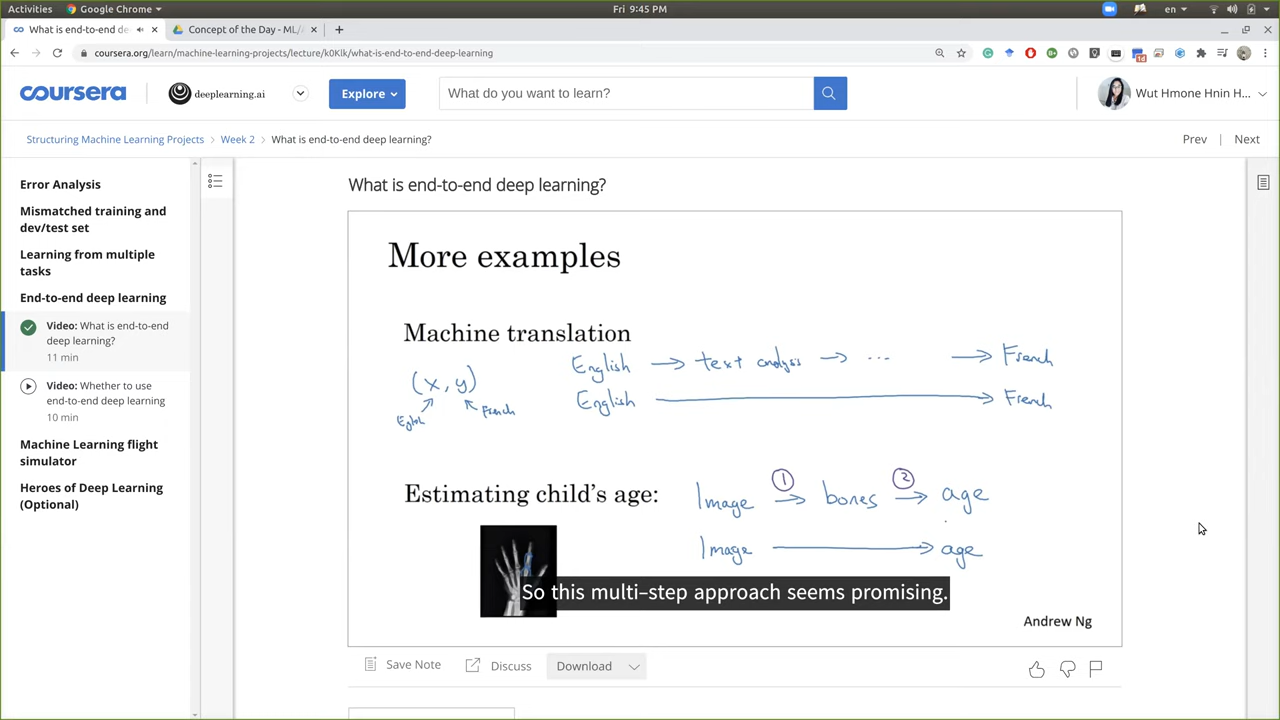 Activities
Google Chrome
Fri 9:45 PM
en
What is end-to-end de
Concept of the Day - ML/
coursera.org/learn/machine-learning-projects/lecture/k0Klk/what-is-end-to-end-deep-learning
coursera
deeplearning.ai
Explore
What do you want to learn?
Wut Hmone Hnin H...
Structuring Machine Learning Projects > Week 2 > What is end-to-end deep learning?
Prev | Next
Error Analysis
Mismatched training and
dev/test set
Learning from multiple
tasks
End-to-end deep learning
Video: What is end-to-end
deep learning?
11 min
Video: Whether to use
end-to-end deep learning
10 min
Machine Learning flight
simulator
Heroes of Deep Learning
(Optional)
What is end-to-end deep learning?
More examples
Machine translation
English → text analysis → ... → French
(x, y)
English → French
French
Estimating child's age:
1 2
Image → bones → age
Image → age
So this multi-step approach seems promising.
Andrew Ng
Save Note
Discuss
Download